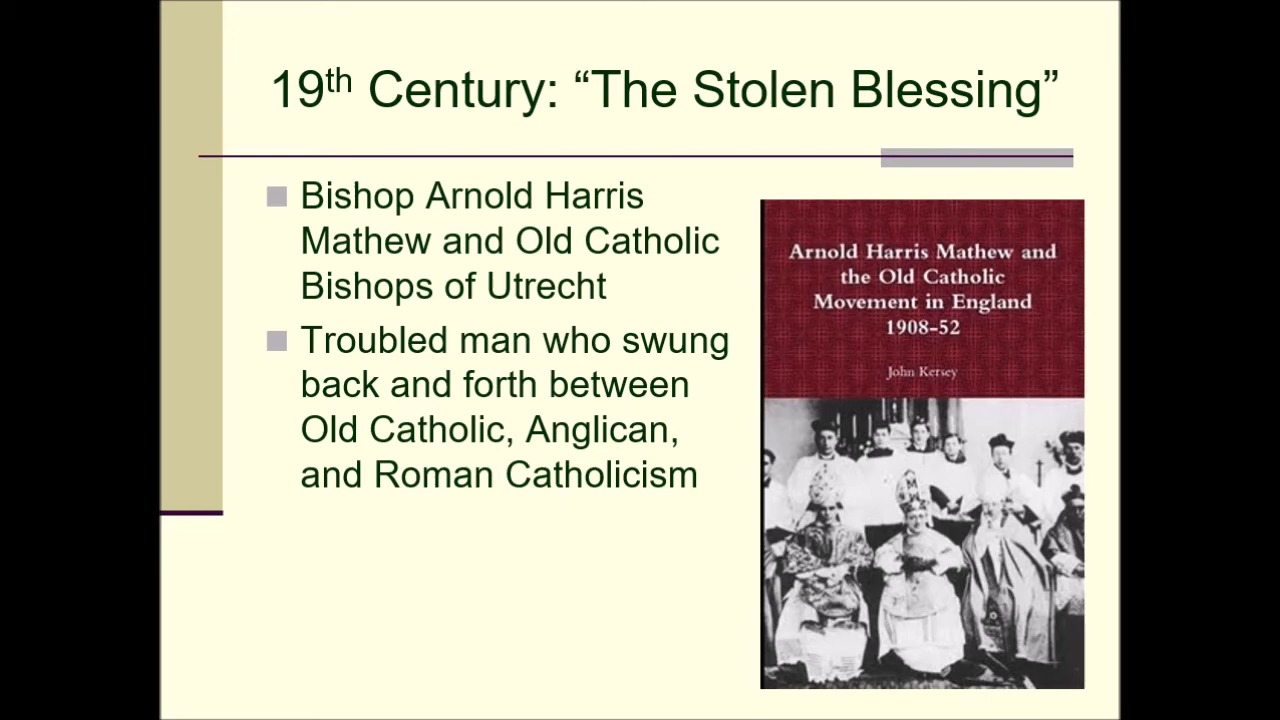 19th Century: “The Stolen Blessing”
Bishop Arnold Harris
Mathew and Old Catholic
Bishops of Utrecht
Troubled man who swung
back and forth between
Old Catholic, Anglican,
and Roman Catholicism
Arnold Harris Mathew and
the Old Catholic
Movement in England
1908-52
John Kersey